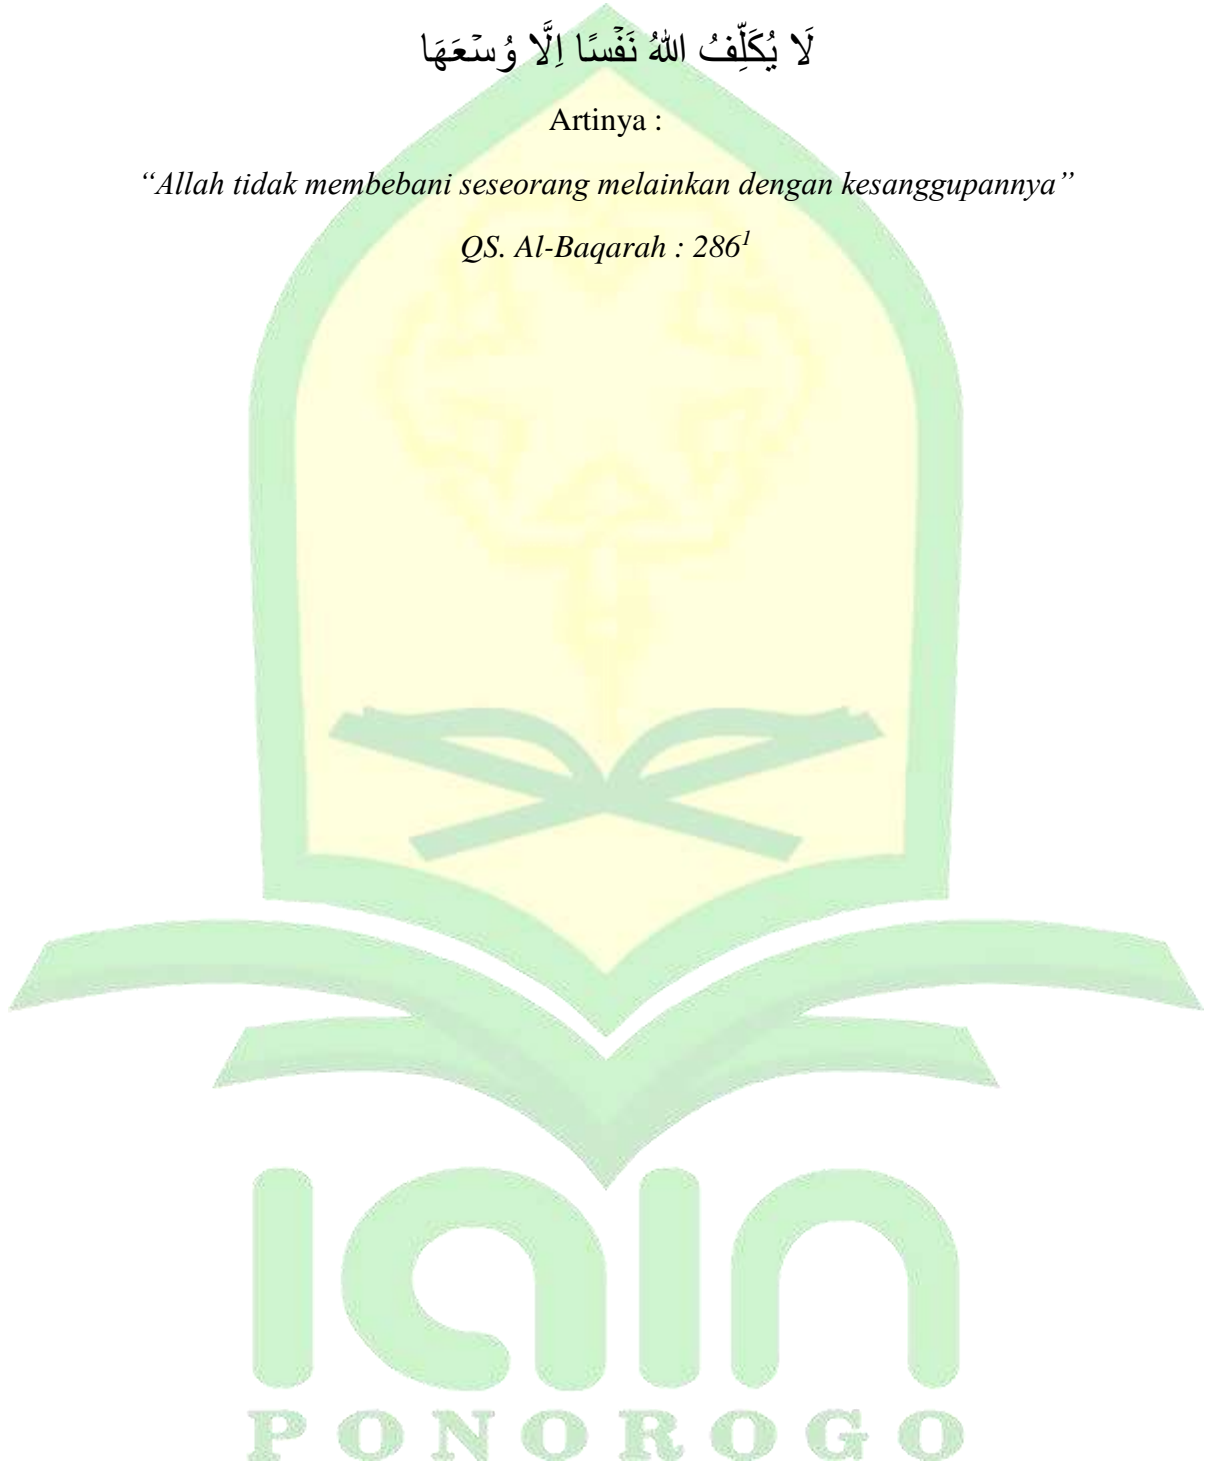 لَا يُكَلِّفُ اللّٰهُ نَفْسًا اِلَّا وُسْعَهَا
Artinya :
“Allah tidak membebani seseorang melainkan dengan kesanggupannya”
QS. Al-Baqarah : 286¹
iain
PONOROGO